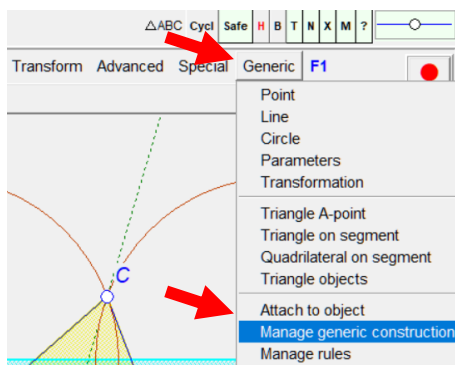 △ABC Cycl Safe H B T N X M ?
Transform Advanced Special Generic F1
Point
Line
Circle
Parameters
Transformation
Triangle A-point
Triangle on segment
Quadrilateral on segment
Triangle objects
Attach to object
Manage generic construction
Manage rules
C